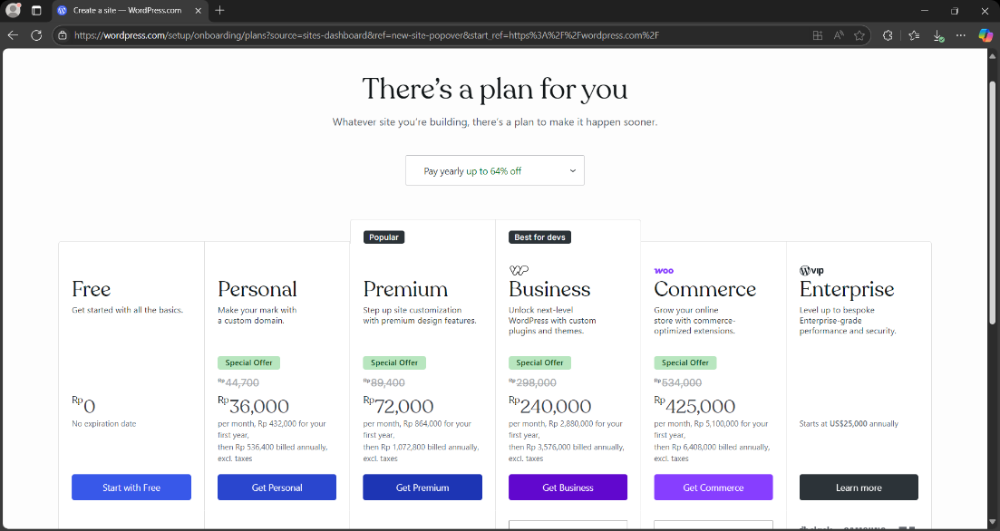 Create a site — WordPress.com
https://wordpress.com/setup/onboarding/plans?source=sites-dashboard&ref=new-site-popover&start_ref=https%3A%2F%2Fwordpress.com%2F
There's a plan for you
Whatever site you're building, there's a plan to make it happen sooner.
Pay yearly up to 64% off
Free
Get started with all the basics.
Rp0
No expiration date
Start with Free
Personal
Make your mark with
a custom domain.
Special Offer
Rp44,700
Rp36,000
per month, Rp 432,000 for your
first year,
then Rp 536,400 billed annually,
excl. taxes
Get Personal
Popular
Premium
Step up site customization
with premium design features.
Special Offer
Rp89,400
Rp72,000
per month, Rp 864,000 for your
first year,
then Rp 1,072,800 billed annually,
excl. taxes
Get Premium
Best for devs
Business
Unlock next-level
WordPress with custom
plugins and themes.
Special Offer
Rp298,000
Rp240,000
per month, Rp 2,880,000 for your
first year,
then Rp 3,576,000 billed annually,
excl. taxes
Get Business
woo
Commerce
Grow your online
store with commerce-
optimized extensions.
Special Offer
Rp534,000
Rp425,000
per month, Rp 5,100,000 for your
first year,
then Rp 6,408,000 billed annually,
excl. taxes
Get Commerce
vip
Enterprise
Level up to bespoke
Enterprise-grade
performance and security.
Starts at US$25,000 annually
Learn more